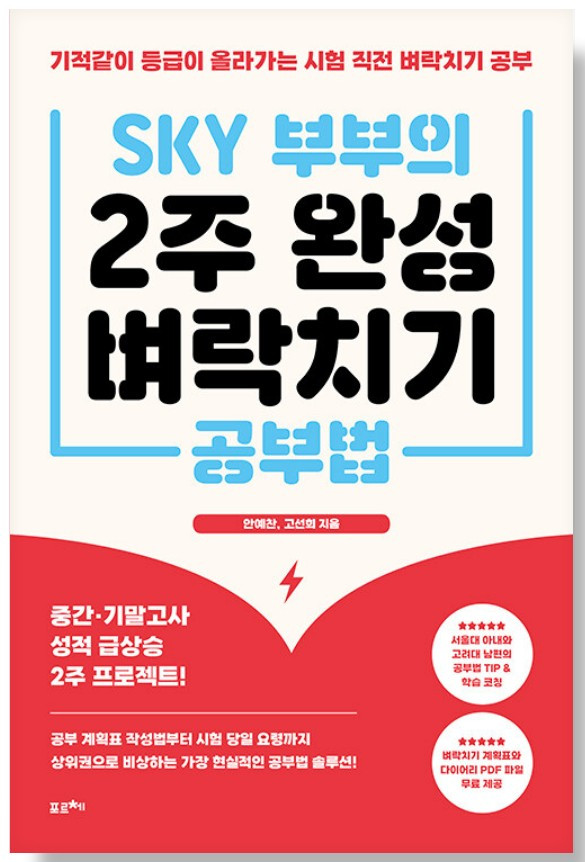 기적같이 등급이 올라가는 시험 직전 벼락치기 공부
SKY 부부의
2주 완성
벼락치기
공부법
안예찬, 고선희 지음
중간·기말고사
성적 급상승
2주 프로젝트!
★★★★★
서울대 아내와
고려대 남편의
공부법 TIP &
학습 코칭
공부 계획표 작성법부터 시험 당일 요령까지
상위권으로 비상하는 가장 현실적인 공부법 솔루션!
★★★★★
벼락치기 계획표와
다이어리 PDF 파일
무료 제공
포르★체